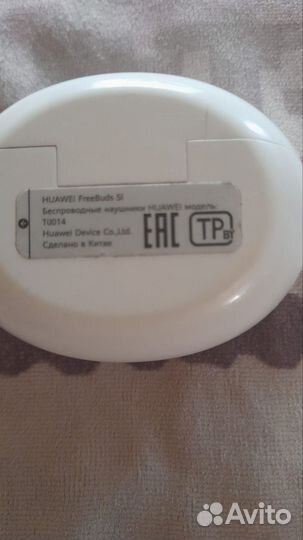 HUAWEI FreeBuds 5i
Беспроводные наушники HUAWEI модель:
T0014
Huawei Device Co.,Ltd.
Сделано в Китае
EAC
TP BY
Avito